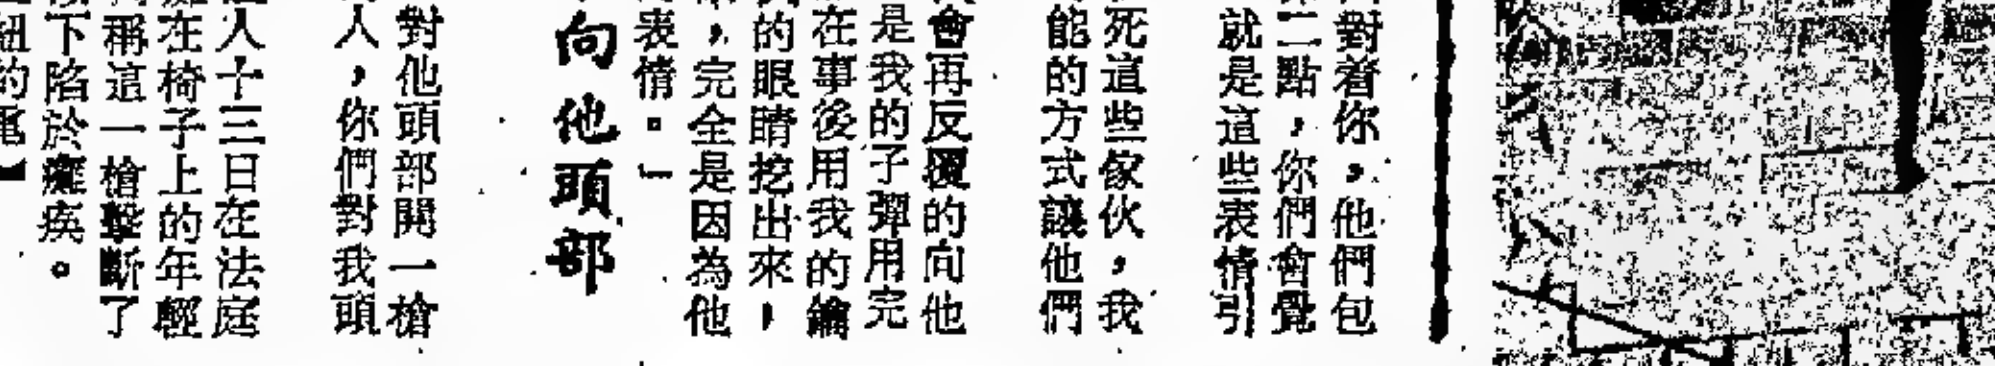 對着你，他們包
二點，你們會覺
就是這些表情引
死這些傢伙，我
能的方式讓他們
會再反覆的向他
是我的子彈用完
在事後用我的鑰
的眼睛挖出來，
，完全是因為他
表情。」
向他頭部
對他頭部開一槍
人，你們對我頭
人十三日在法庭
在椅子上的年輕
稱這一槍擊斷了
下陷於癱瘓。
紐約電】